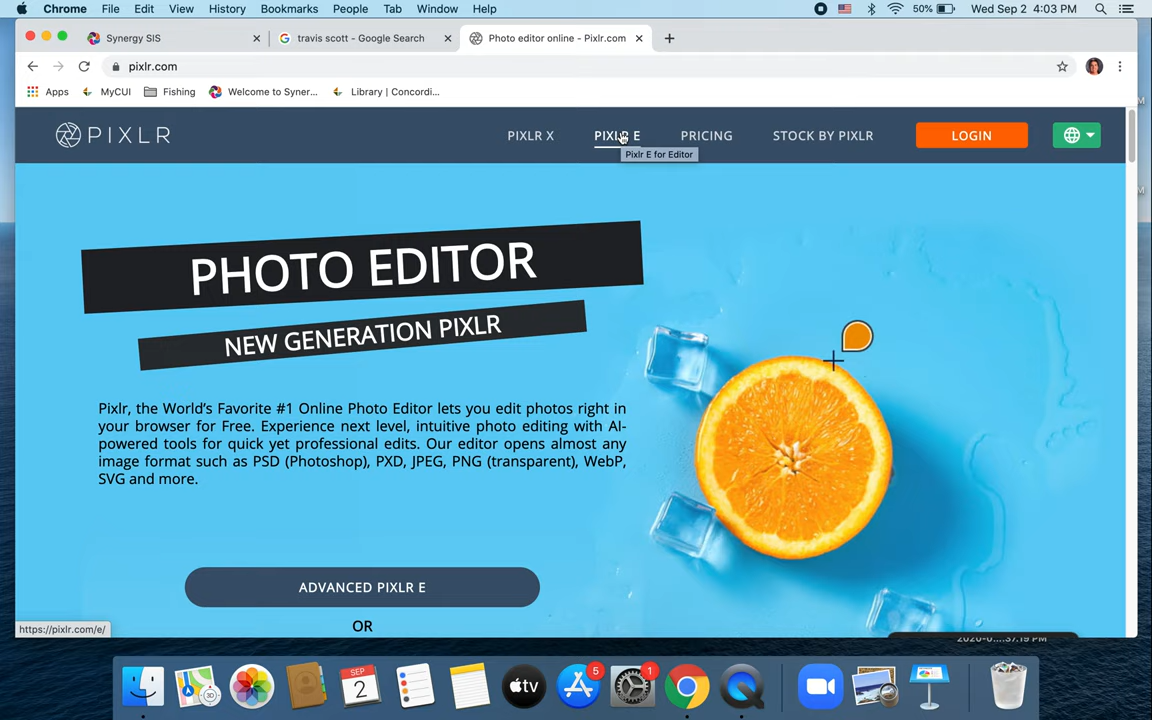 Chrome File Edit View History Bookmarks People Tab Window Help 50% Wed Sep 2 4:03 PM
Synergy SIS travis scott - Google Search Photo editor online - Pixlr.com
pixlr.com
Apps MyCUI Fishing Welcome to Syner... Library | Concordi...
PIXLR PIXLR X PIXLR E PRICING STOCK BY PIXLR LOGIN
Pixlr E for Editor
PHOTO EDITOR
NEW GENERATION PIXLR
Pixlr, the World's Favorite #1 Online Photo Editor lets you edit photos right in
your browser for Free. Experience next level, intuitive photo editing with AI-
powered tools for quick yet professional edits. Our editor opens almost any
image format such as PSD (Photoshop), PXD, JPEG, PNG (transparent), WebP,
SVG and more.
ADVANCED PIXLR E
OR
https://pixlr.com/e/
SEP
2
tv
5
1